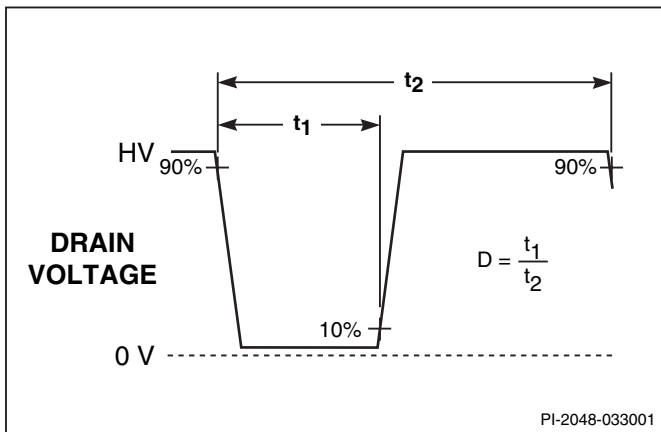 t2
t1
HV
90%
90%
DRAIN
VOLTAGE
D = t1/t2
10%
0 V
PI-2048-033001